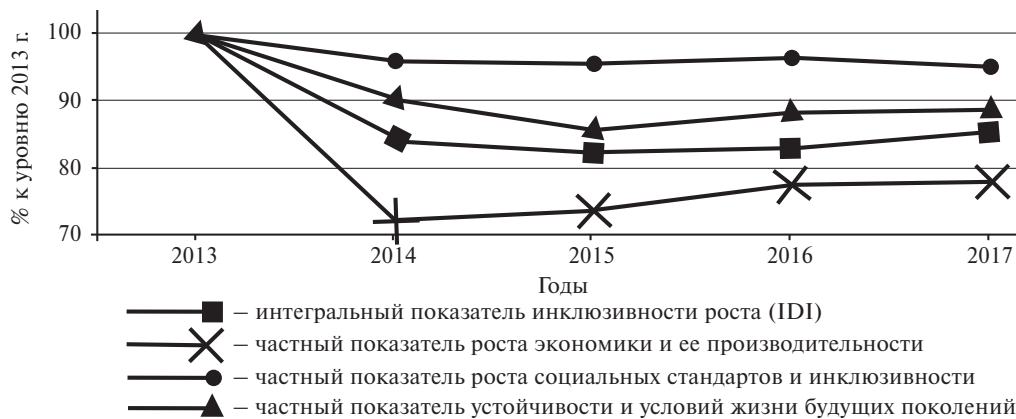 % к уровню 2013 г.
100
90
80
70
2013
2014
2015
2016
2017
Годы
– интегральный показатель инклюзивности роста (IDI)
– частный показатель роста экономики и ее производительности
– частный показатель роста социальных стандартов и инклюзивности
– частный показатель устойчивости и условий жизни будущих поколений